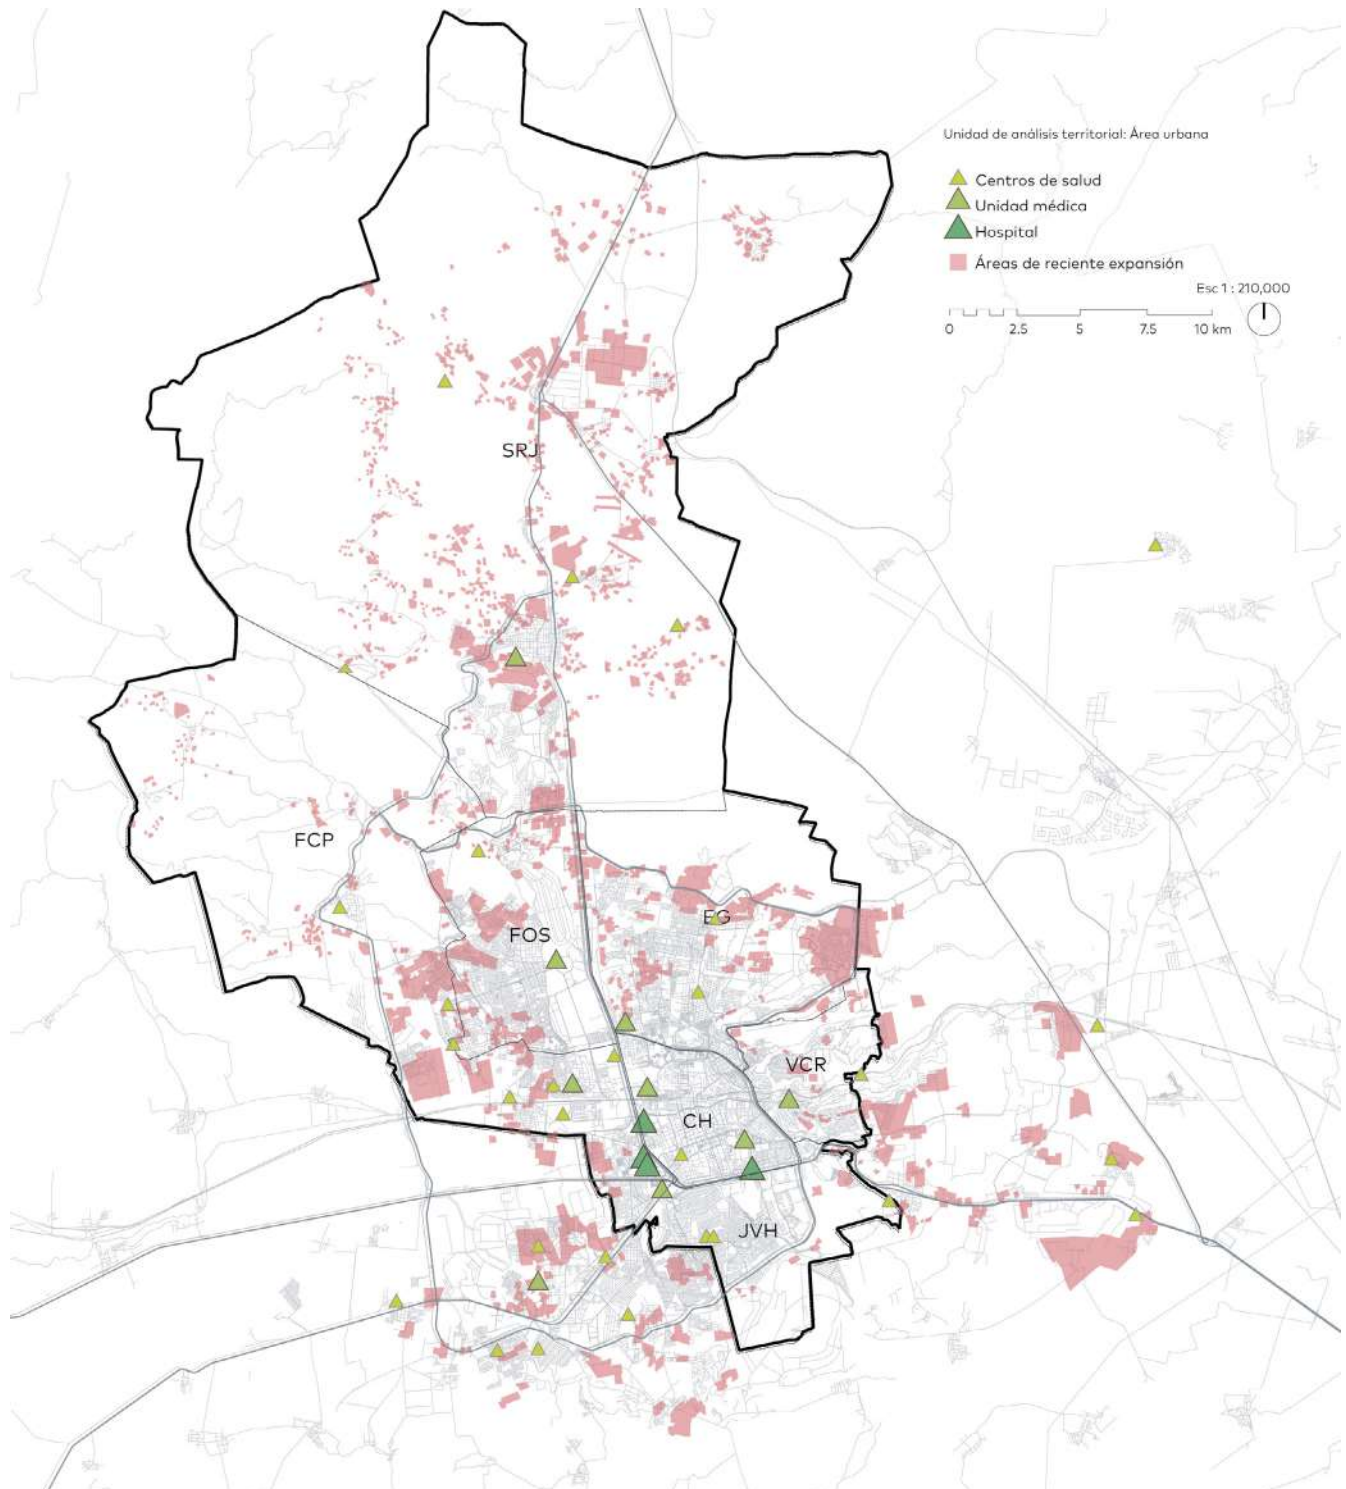 Unidad de análisis territorial: Área urbana
Centros de salud
Unidad médica
Hospital
Áreas de reciente expansión
Esc 1 : 210,000
0 2.5 5 7.5 10 km
SRJ
FCP
FOS
EG
VCR
CH
JVH